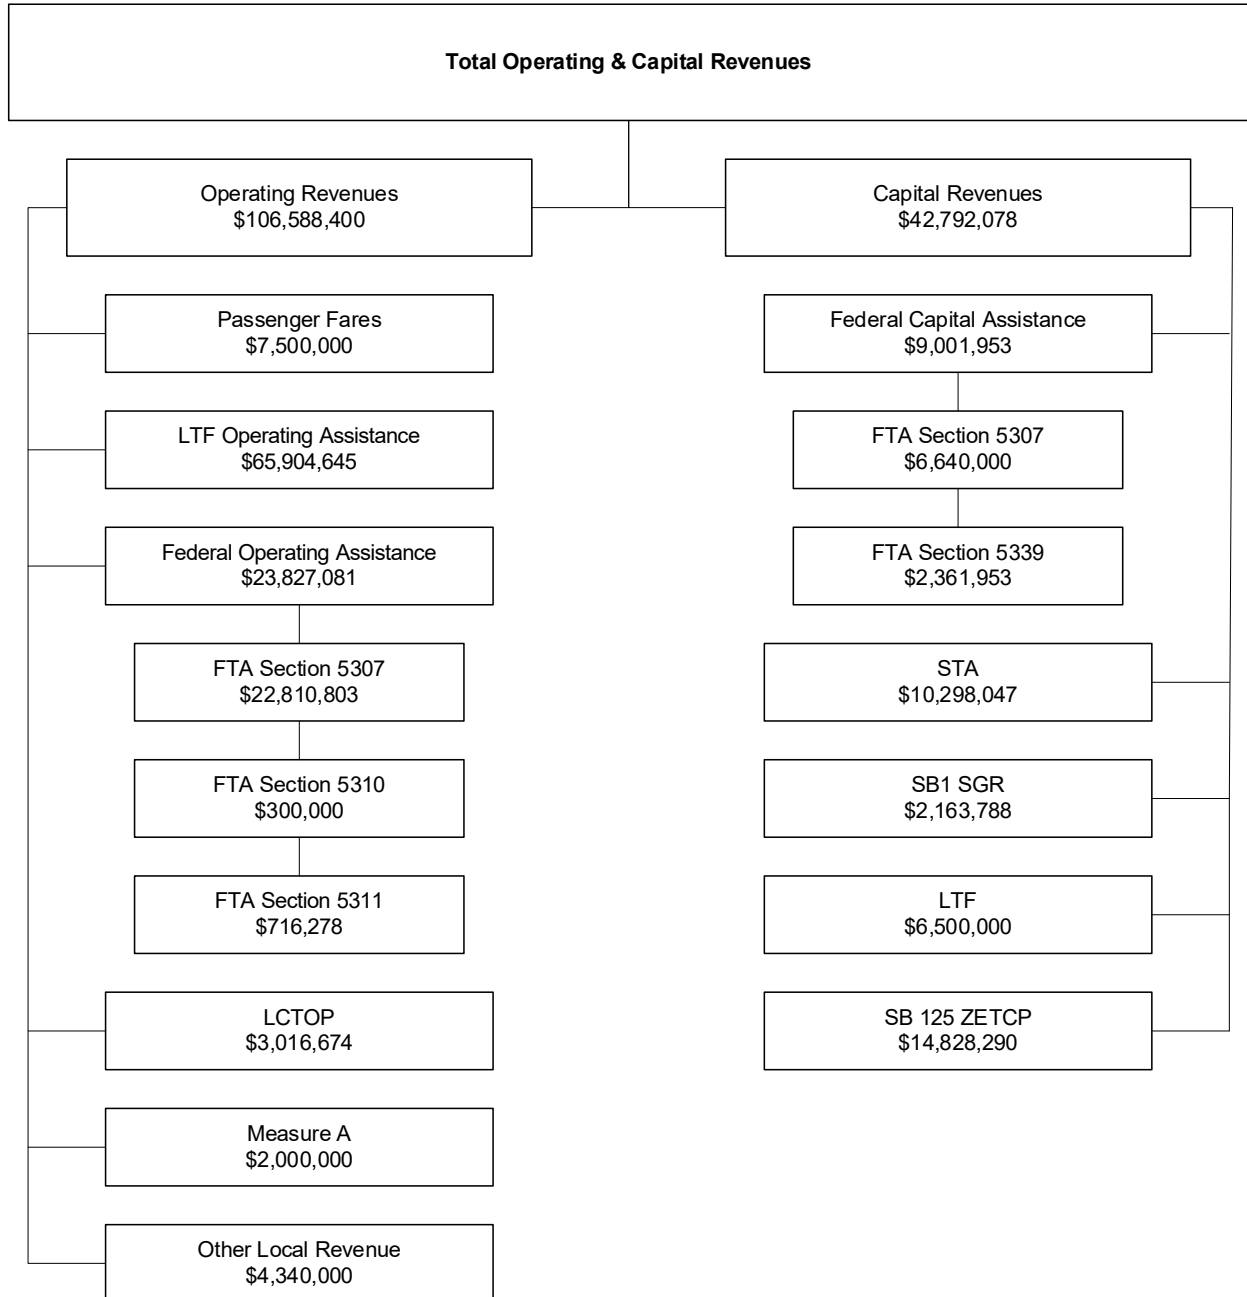 Total Operating & Capital Revenues
Operating Revenues
$106,588,400
Passenger Fares
$7,500,000
LTF Operating Assistance
$65,904,645
Federal Operating Assistance
$23,827,081
FTA Section 5307
$22,810,803
FTA Section 5310
$300,000
FTA Section 5311
$716,278
LCTOP
$3,016,674
Measure A
$2,000,000
Other Local Revenue
$4,340,000
Capital Revenues
$42,792,078
Federal Capital Assistance
$9,001,953
FTA Section 5307
$6,640,000
FTA Section 5339
$2,361,953
STA
$10,298,047
SB1 SGR
$2,163,788
LTF
$6,500,000
SB 125 ZETCP
$14,828,290